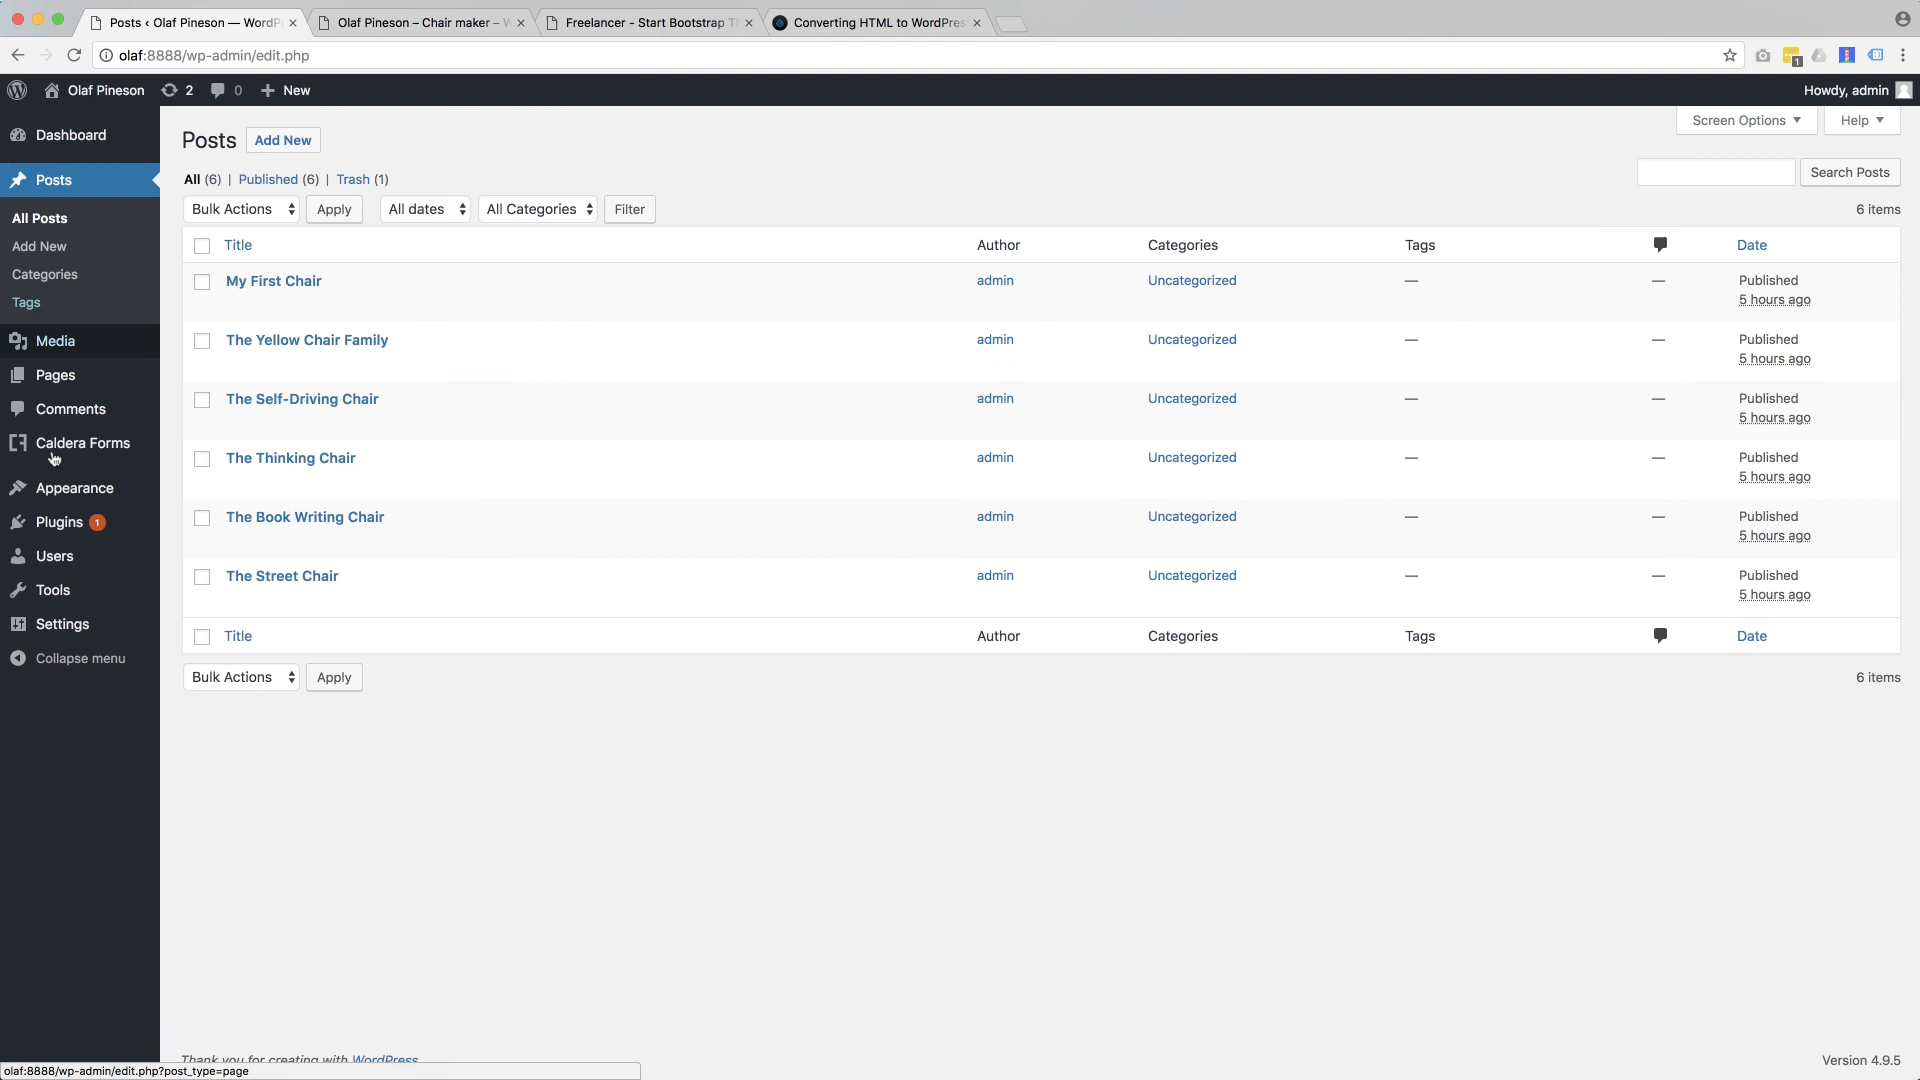 Posts ‹ Olaf Pineson — WordP
Olaf Pineson – Chair maker – W
Freelancer - Start Bootstrap Th
Converting HTML to WordPres
olaf:8888/wp-admin/edit.php
1
Olaf Pineson
2
0
New
Howdy, admin
Dashboard
Posts
All Posts
Add New
Categories
Tags
Media
Pages
Comments
Caldera Forms
Appearance
Plugins 1
Users
Tools
Settings
Collapse menu
Screen Options
Help
Posts Add New
All (6) | Published (6) | Trash (1)
Search Posts
Bulk Actions Apply All dates All Categories Filter 6 items
Title Author Categories Tags Date
My First Chair admin Uncategorized — — Published
5 hours ago
The Yellow Chair Family admin Uncategorized — — Published
5 hours ago
The Self-Driving Chair admin Uncategorized — — Published
5 hours ago
The Thinking Chair admin Uncategorized — — Published
5 hours ago
The Book Writing Chair admin Uncategorized — — Published
5 hours ago
The Street Chair admin Uncategorized — — Published
5 hours ago
Title Author Categories Tags Date
Bulk Actions Apply 6 items
Thank you for creating with WordPress
Version 4.9.5
olaf:8888/wp-admin/edit.php?post_type=page